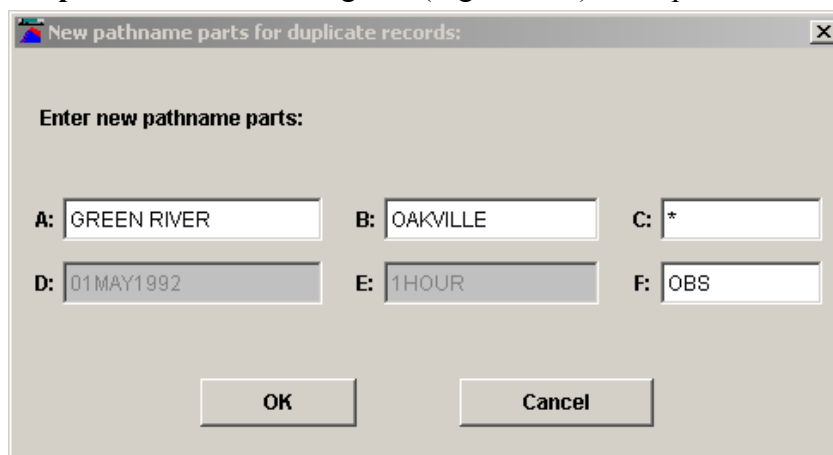 New pathname parts for duplicate records:
Enter new pathname parts:
A: GREEN RIVER B: OAKVILLE C: *
D: 01MAY1992 E: 1HOUR F: OBS
OK Cancel